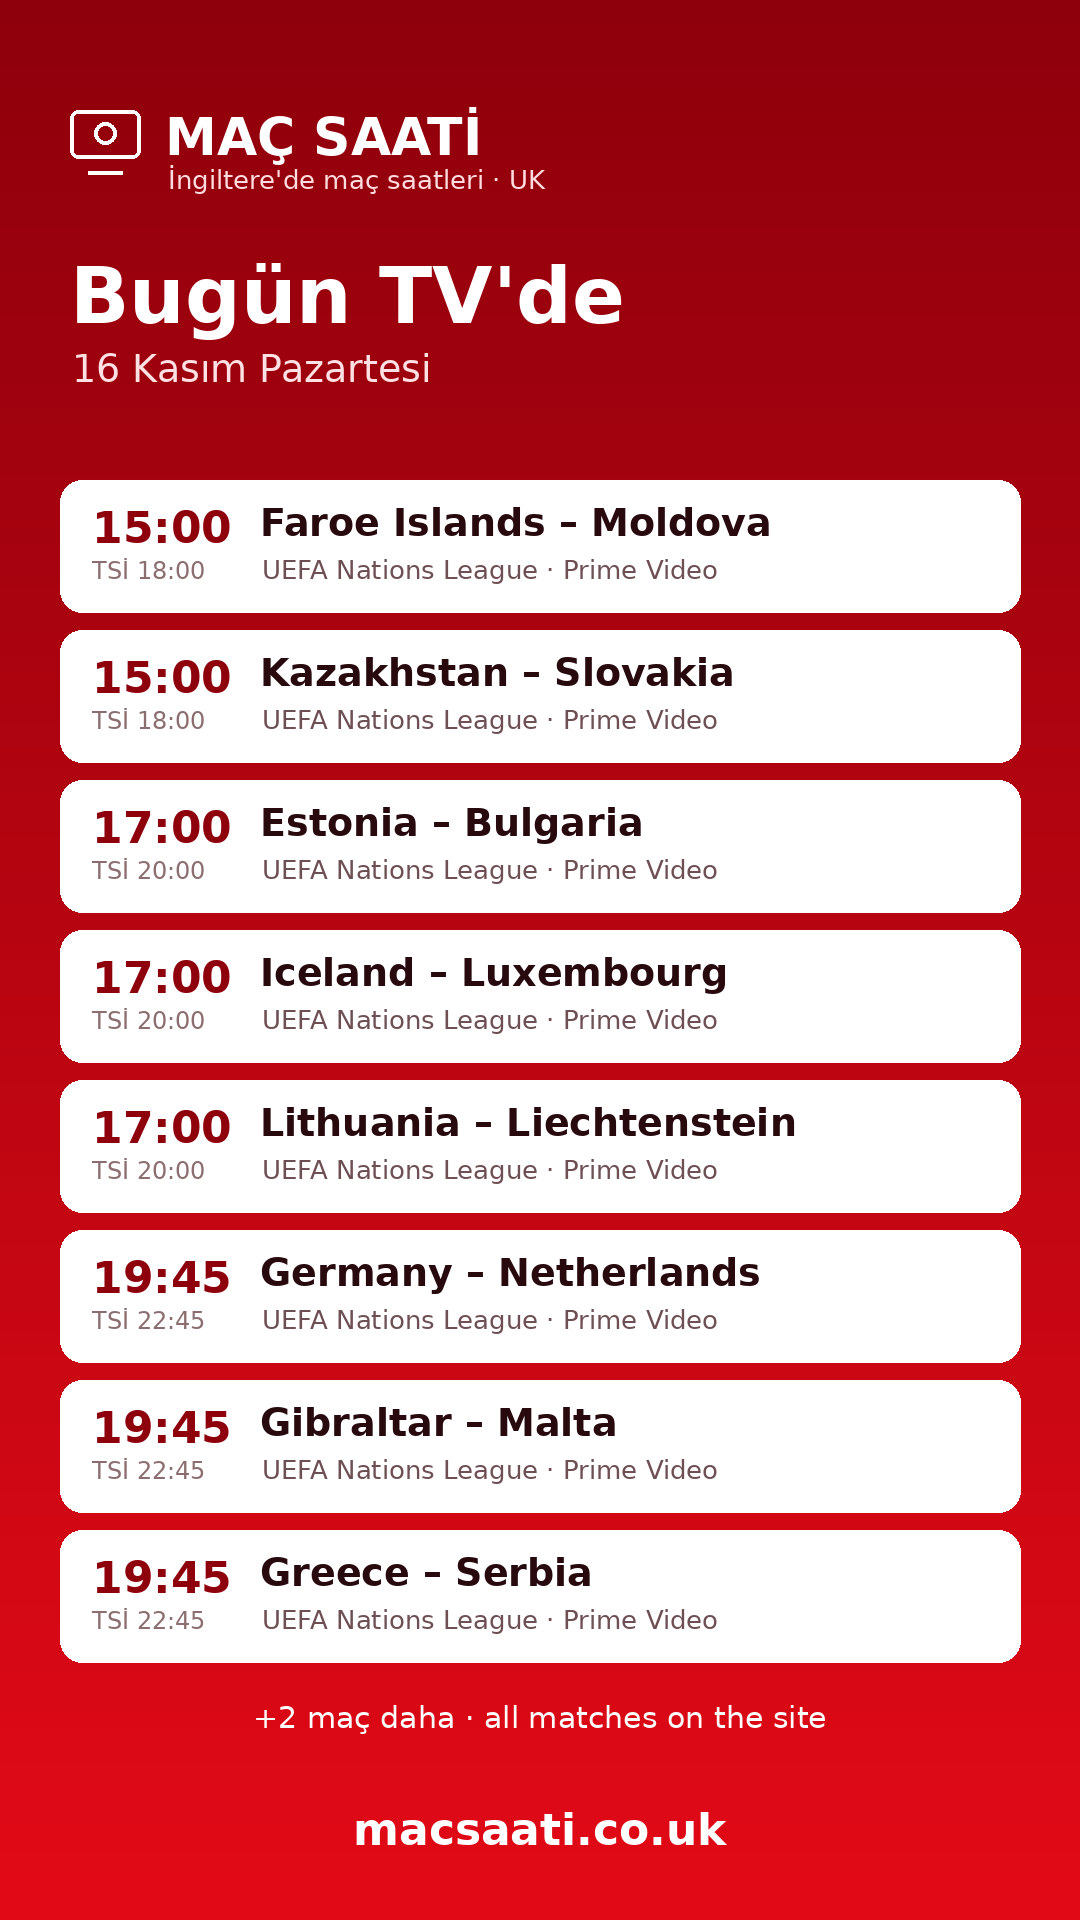 MAÇ SAATİ
İngiltere'de maç saatleri · UK
Bugün TV'de
16 Kasım Pazartesi
15:00 Faroe Islands – Moldova
TSİ 18:00 UEFA Nations League · Prime Video
15:00 Kazakhstan – Slovakia
TSİ 18:00 UEFA Nations League · Prime Video
17:00 Estonia – Bulgaria
TSİ 20:00 UEFA Nations League · Prime Video
17:00 Iceland – Luxembourg
TSİ 20:00 UEFA Nations League · Prime Video
17:00 Lithuania – Liechtenstein
TSİ 20:00 UEFA Nations League · Prime Video
19:45 Germany – Netherlands
TSİ 22:45 UEFA Nations League · Prime Video
19:45 Gibraltar – Malta
TSİ 22:45 UEFA Nations League · Prime Video
19:45 Greece – Serbia
TSİ 22:45 UEFA Nations League · Prime Video
+2 maç daha · all matches on the site
macsaati.co.uk